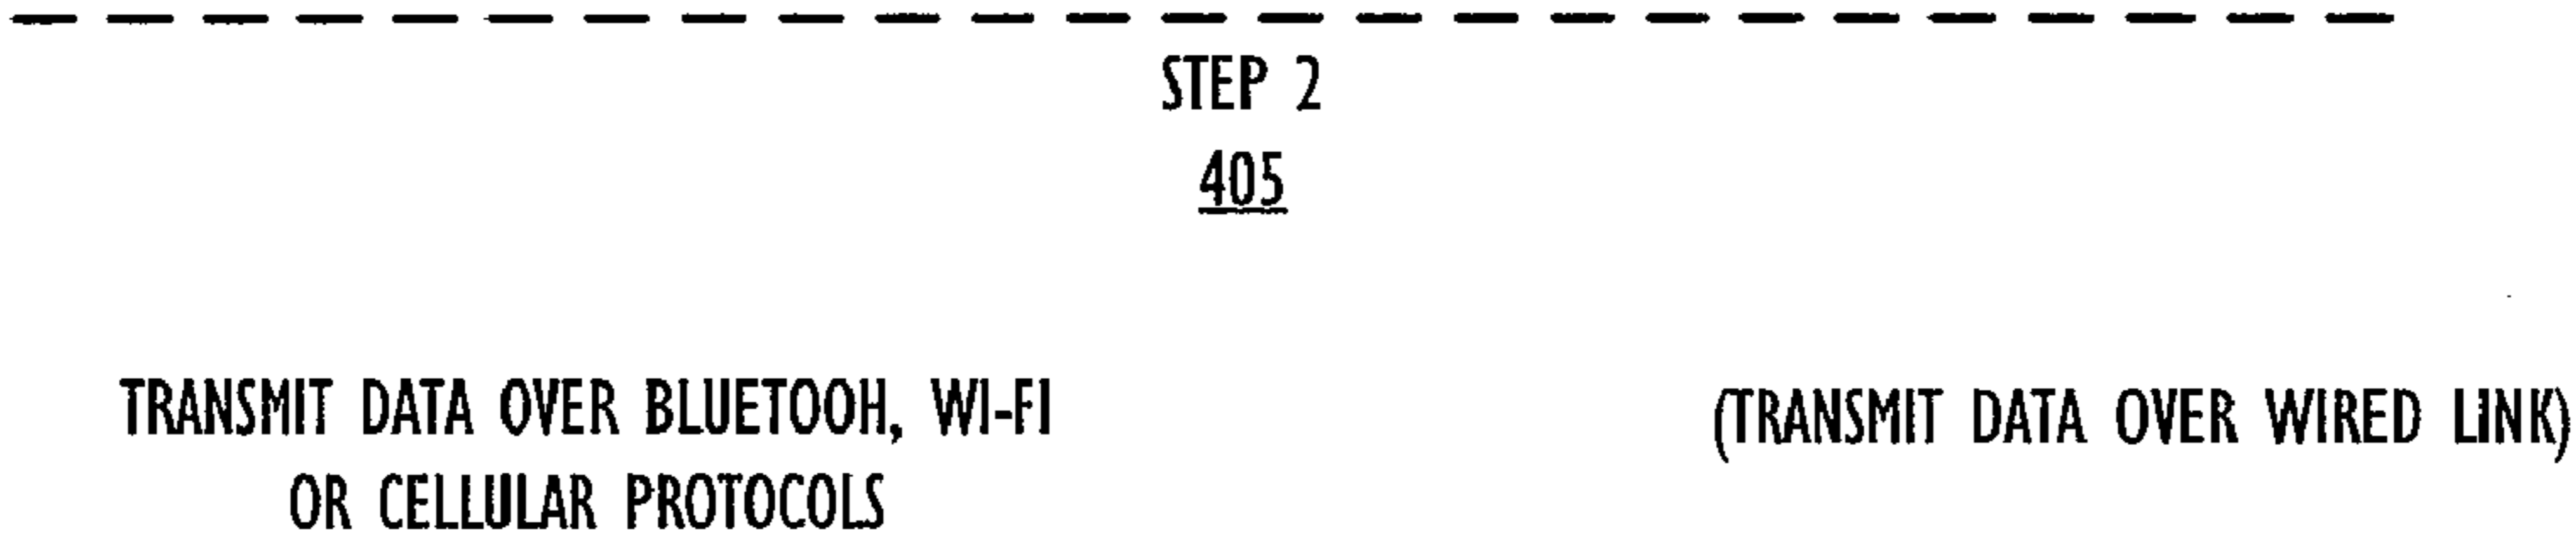 STEP 2
405
TRANSMIT DATA OVER BLUETOOH, WI-FI
OR CELLULAR PROTOCOLS
(TRANSMIT DATA OVER WIRED LINK)